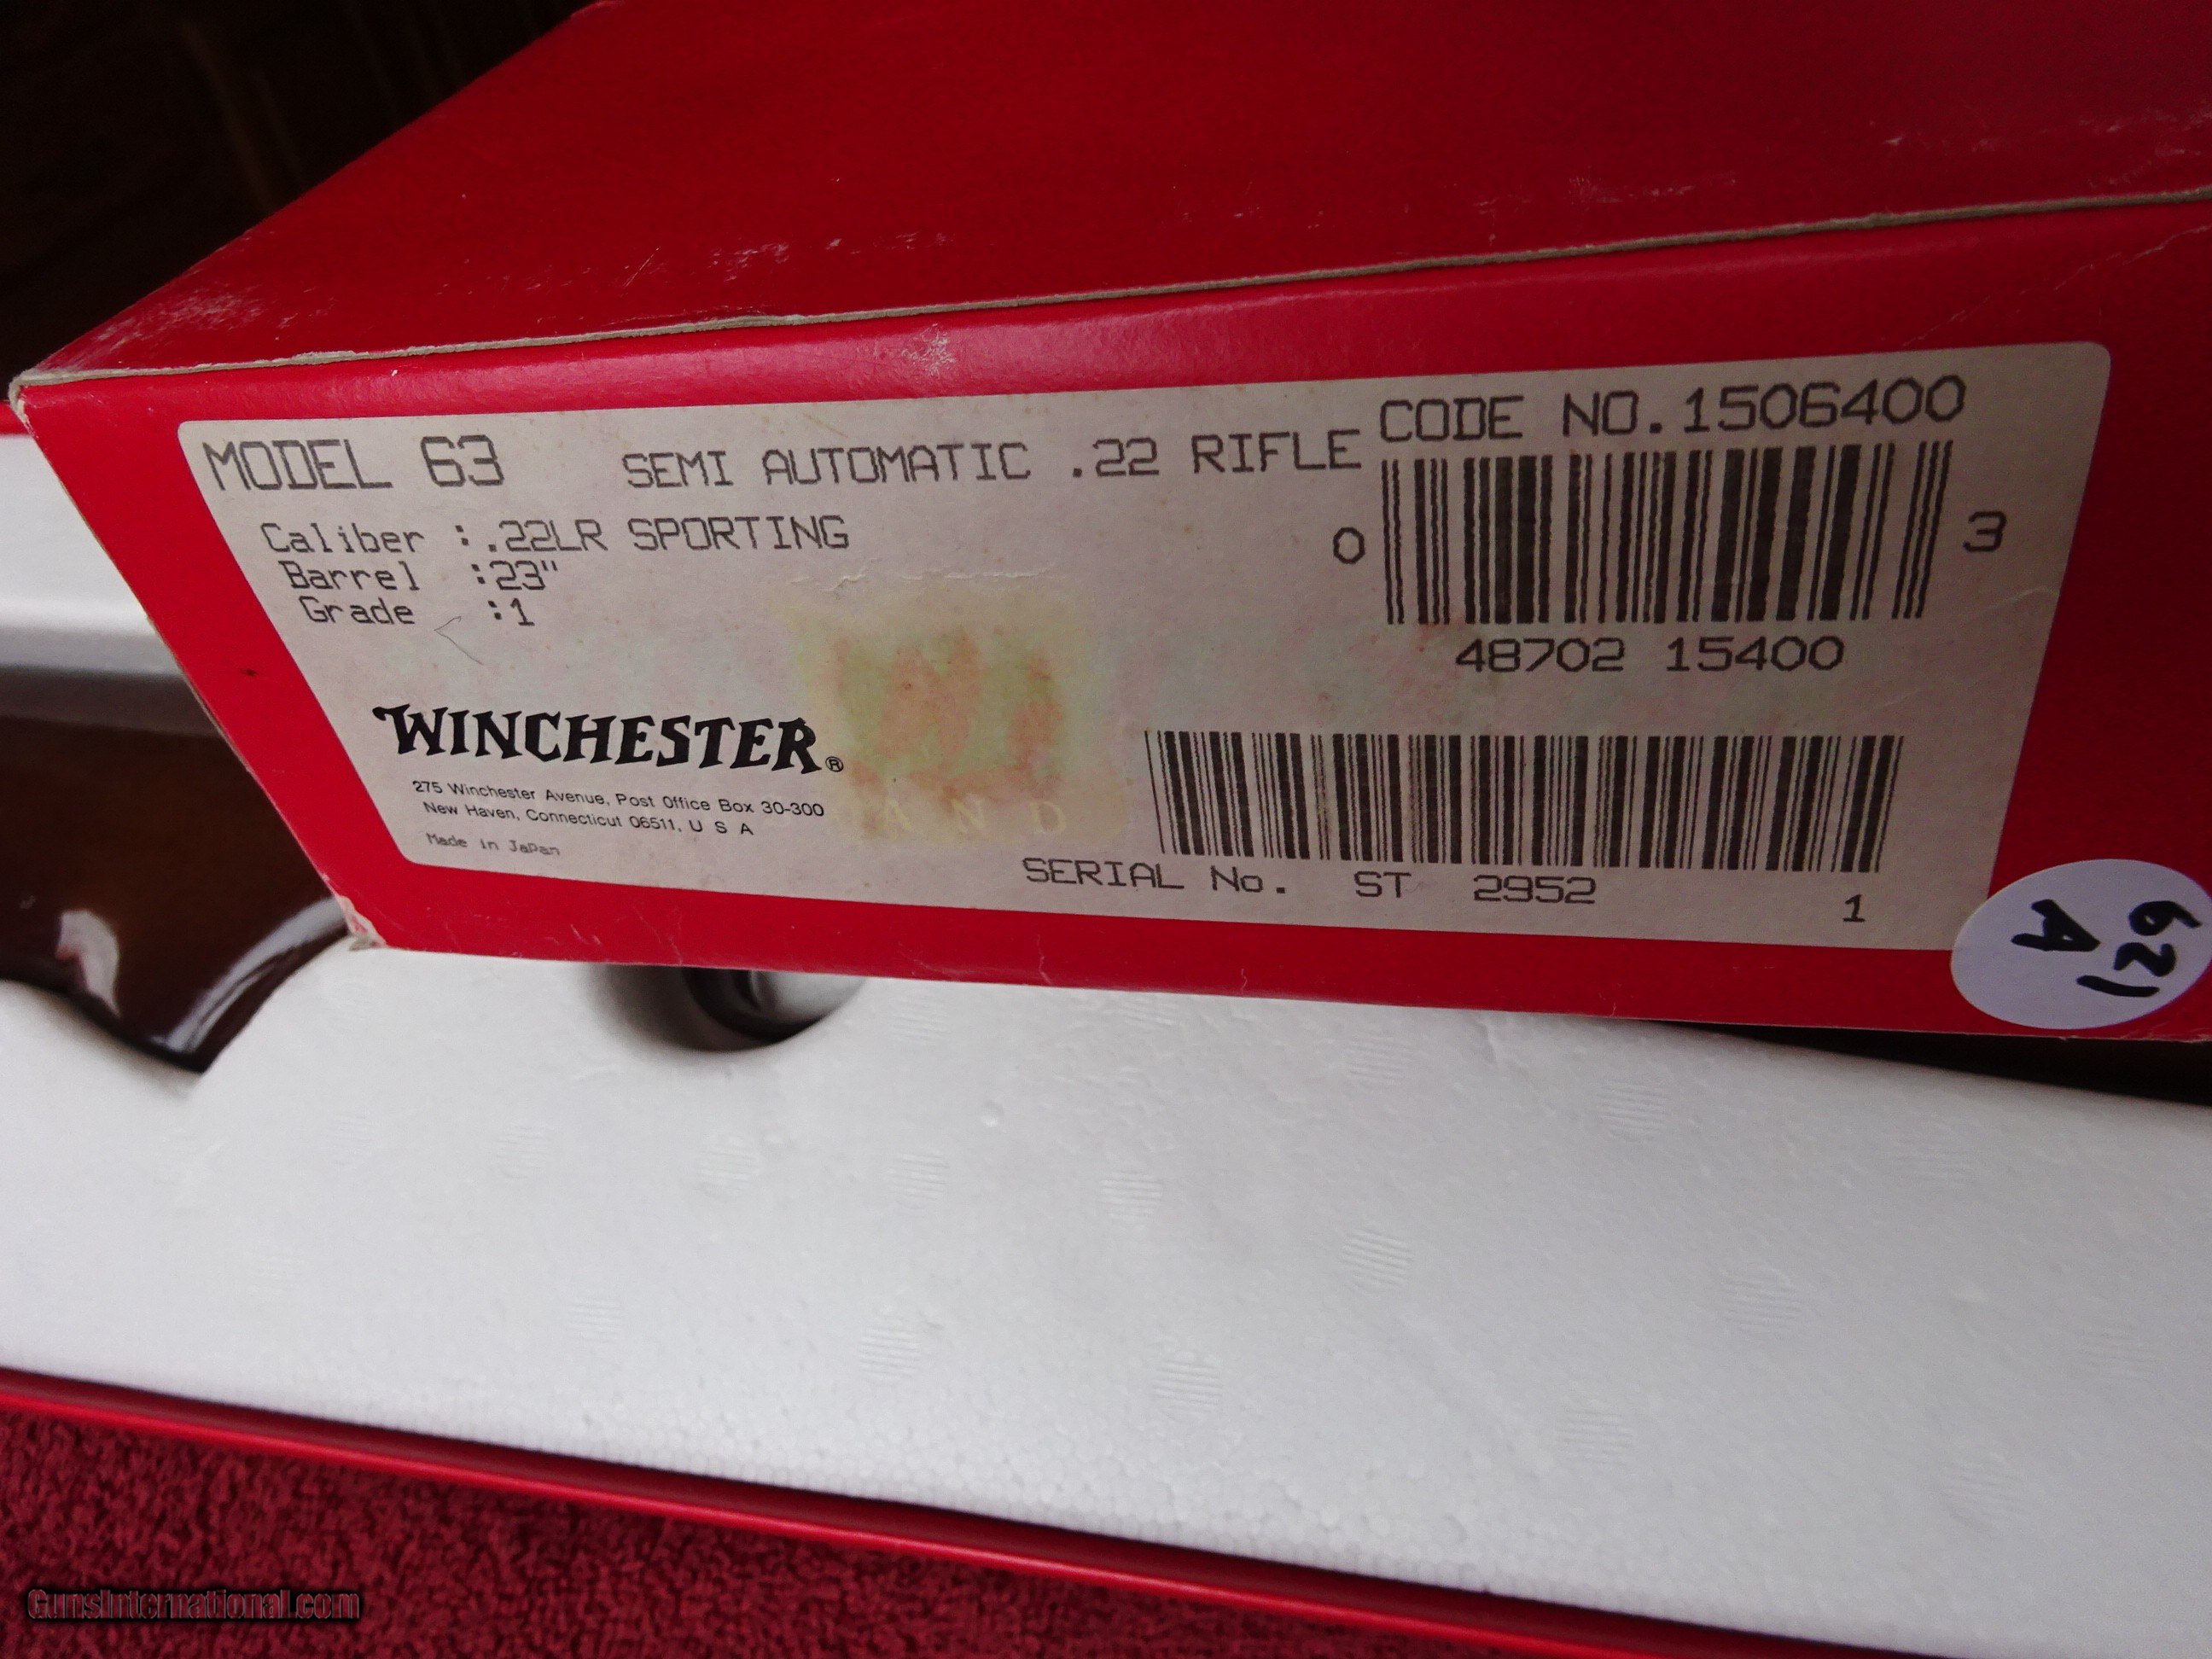 MODEL 63 SEMI AUTOMATIC .22 RIFLE
CODE NO.1506400
Caliber :.22LR SPORTING
Barrel :23"
Grade :1
0 3
48702 15400
WINCHESTER®
275 Winchester Avenue, Post Office Box 30-300
New Haven, Connecticut 06511, U S A
Made in Japan
AND
SERIAL No. ST 2952 1
621
A
GunsInternational.com